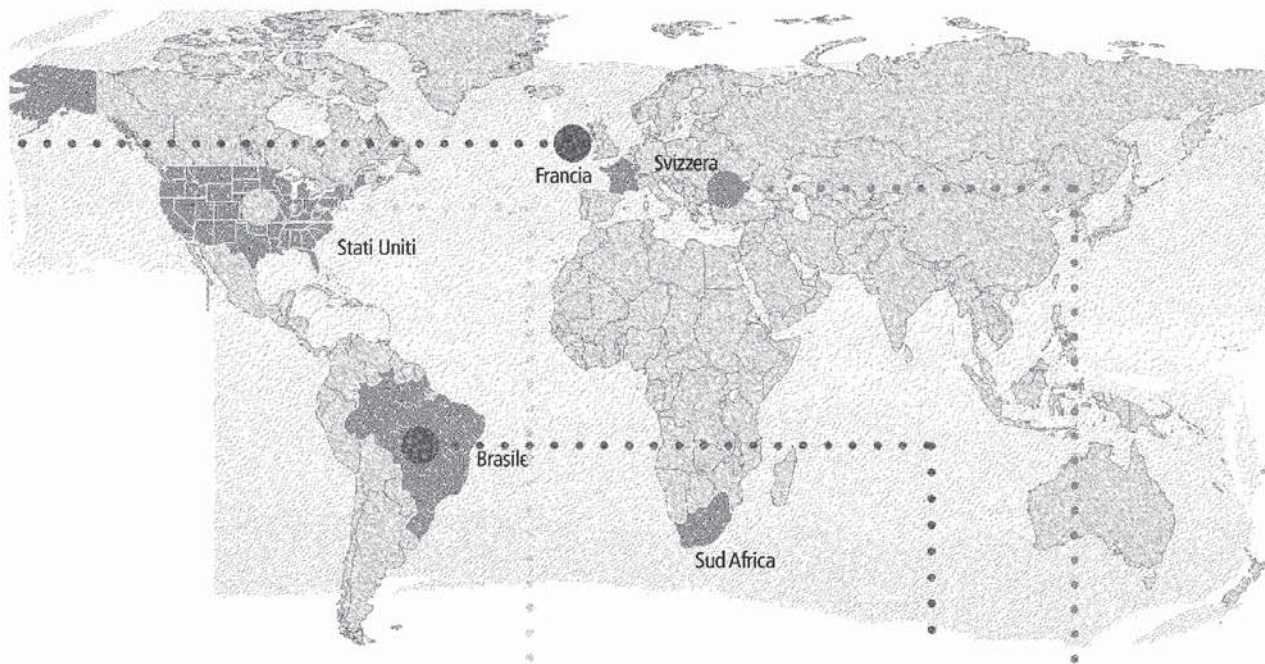 Svizzera
Francia
Stati Uniti
Brasile
Sud Africa